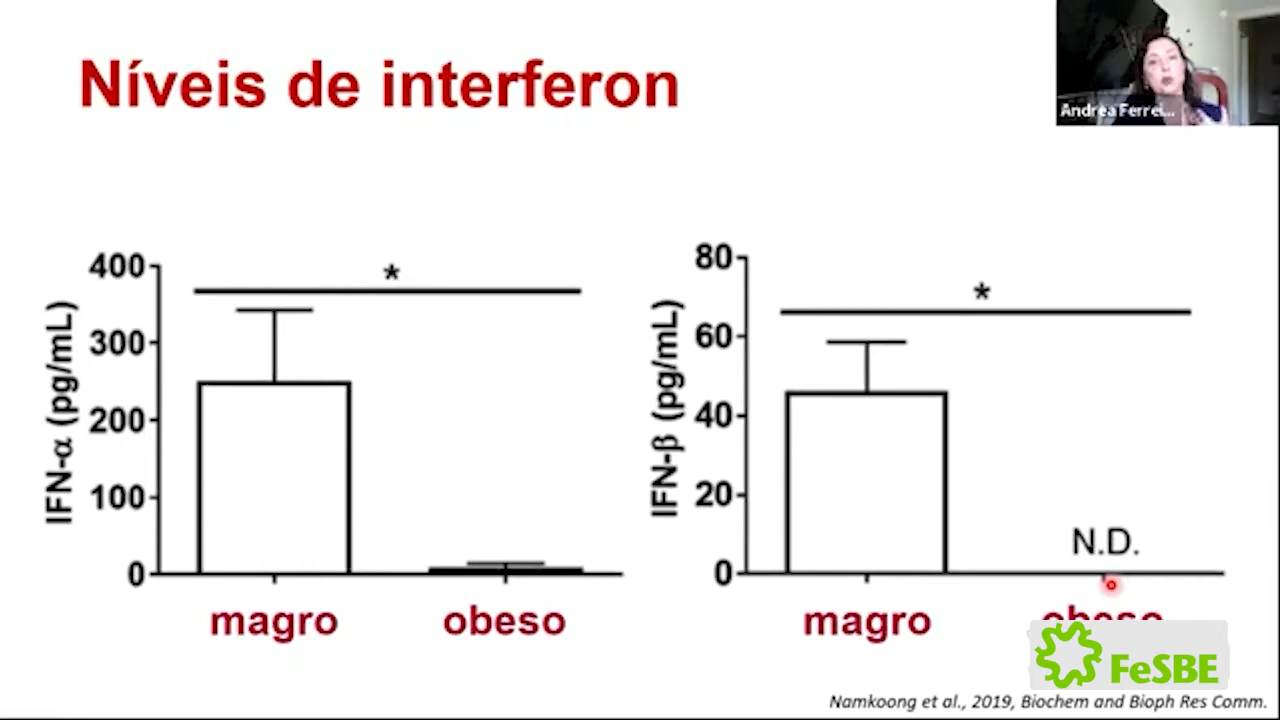 Níveis de interferon
Andrea Ferrei...
IFN-α (pg/mL)
400
300
200
100
0
*
magro
obeso
IFN-β (pg/mL)
80
60
40
20
0
*
N.D.
magro
obeso
FeSBE
Namkoong et al., 2019, Biochem and Bioph Res Comm.